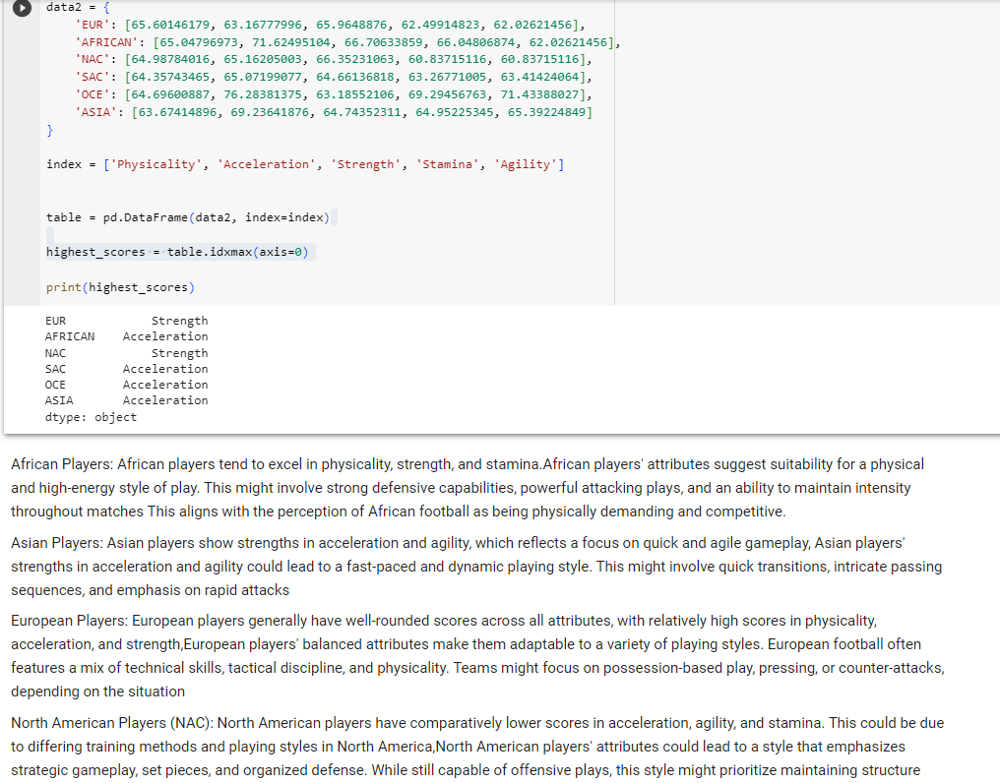 data2 = {
'EUR': [65.60146179, 63.16777996, 65.9648876, 62.49914823, 62.02621456],
'AFRICAN': [65.04796973, 71.62495104, 66.70633859, 66.04806874, 62.02621456],
'NAC': [64.98784016, 65.16205003, 66.35231063, 60.83715116, 60.83715116],
'SAC': [64.35743465, 65.07199077, 64.66136818, 63.26771005, 63.41424064],
'OCE': [64.69600887, 76.28381375, 63.18552106, 69.29456763, 71.43388027],
'ASIA': [63.67414896, 69.23641876, 64.74352311, 64.95225345, 65.39224849]
}
index = ['Physicality', 'Acceleration', 'Strength', 'Stamina', 'Agility']
table = pd.DataFrame(data2, index=index)
highest_scores = table.idxmax(axis=0)
print(highest_scores)
EUR Strength
AFRICAN Acceleration
NAC Strength
SAC Acceleration
OCE Acceleration
ASIA Acceleration
dtype: object
African Players: African players tend to excel in physicality, strength, and stamina.African players' attributes suggest suitability for a physical
and high-energy style of play. This might involve strong defensive capabilities, powerful attacking plays, and an ability to maintain intensity
throughout matches This aligns with the perception of African football as being physically demanding and competitive.
Asian Players: Asian players show strengths in acceleration and agility, which reflects a focus on quick and agile gameplay, Asian players'
strengths in acceleration and agility could lead to a fast-paced and dynamic playing style. This might involve quick transitions, intricate passing
sequences, and emphasis on rapid attacks
European Players: European players generally have well-rounded scores across all attributes, with relatively high scores in physicality,
acceleration, and strength,European players' balanced attributes make them adaptable to a variety of playing styles. European football often
features a mix of technical skills, tactical discipline, and physicality. Teams might focus on possession-based play, pressing, or counter-attacks,
depending on the situation
North American Players (NAC): North American players have comparatively lower scores in acceleration, agility, and stamina. This could be due
to differing training methods and playing styles in North America,North American players' attributes could lead to a style that emphasizes
strategic gameplay, set pieces, and organized defense. While still capable of offensive plays, this style might prioritize maintaining structure